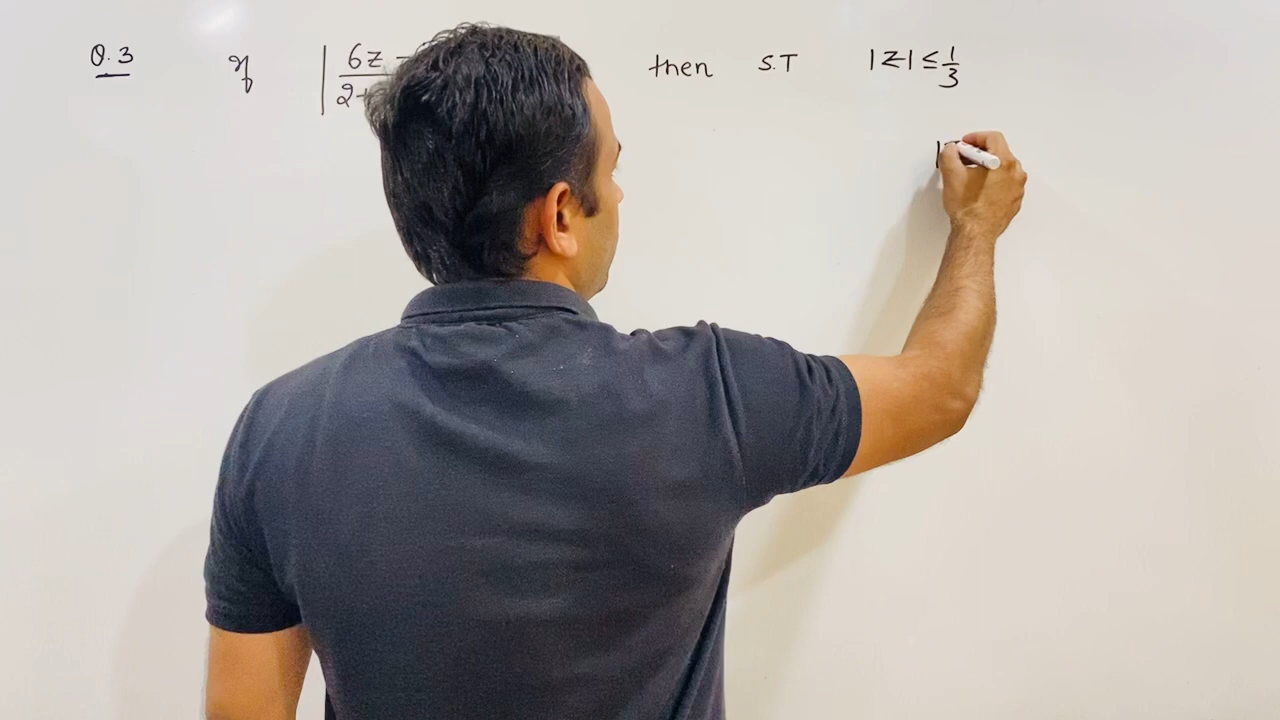 Q.3 If | 6z - / 2+ then S.T |z| ≤ 1/3
|